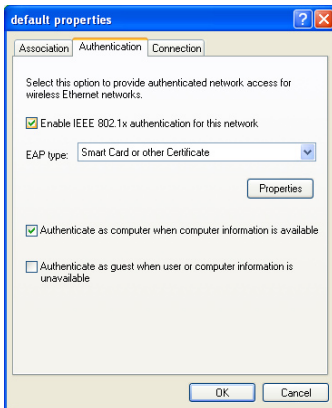 default properties
Association Authentication Connection
Select this option to provide authenticated network access for
wireless Ethernet networks.
Enable IEEE 802.1x authentication for this network
EAP type: Smart Card or other Certificate
Properties
Authenticate as computer when computer information is available
Authenticate as guest when user or computer information is
unavailable
OK Cancel